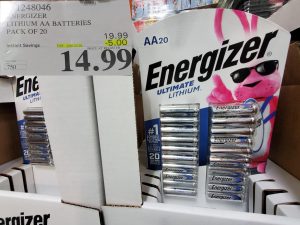 1248046
ENERGIZER
LITHIUM AA BATTERIES
PACK OF 20
19.99
Instant Savings
-5.00
14.99
750
AA20
Energizer
ULTIMATE
LITHIUM
#1
20
Energizer
Energizer